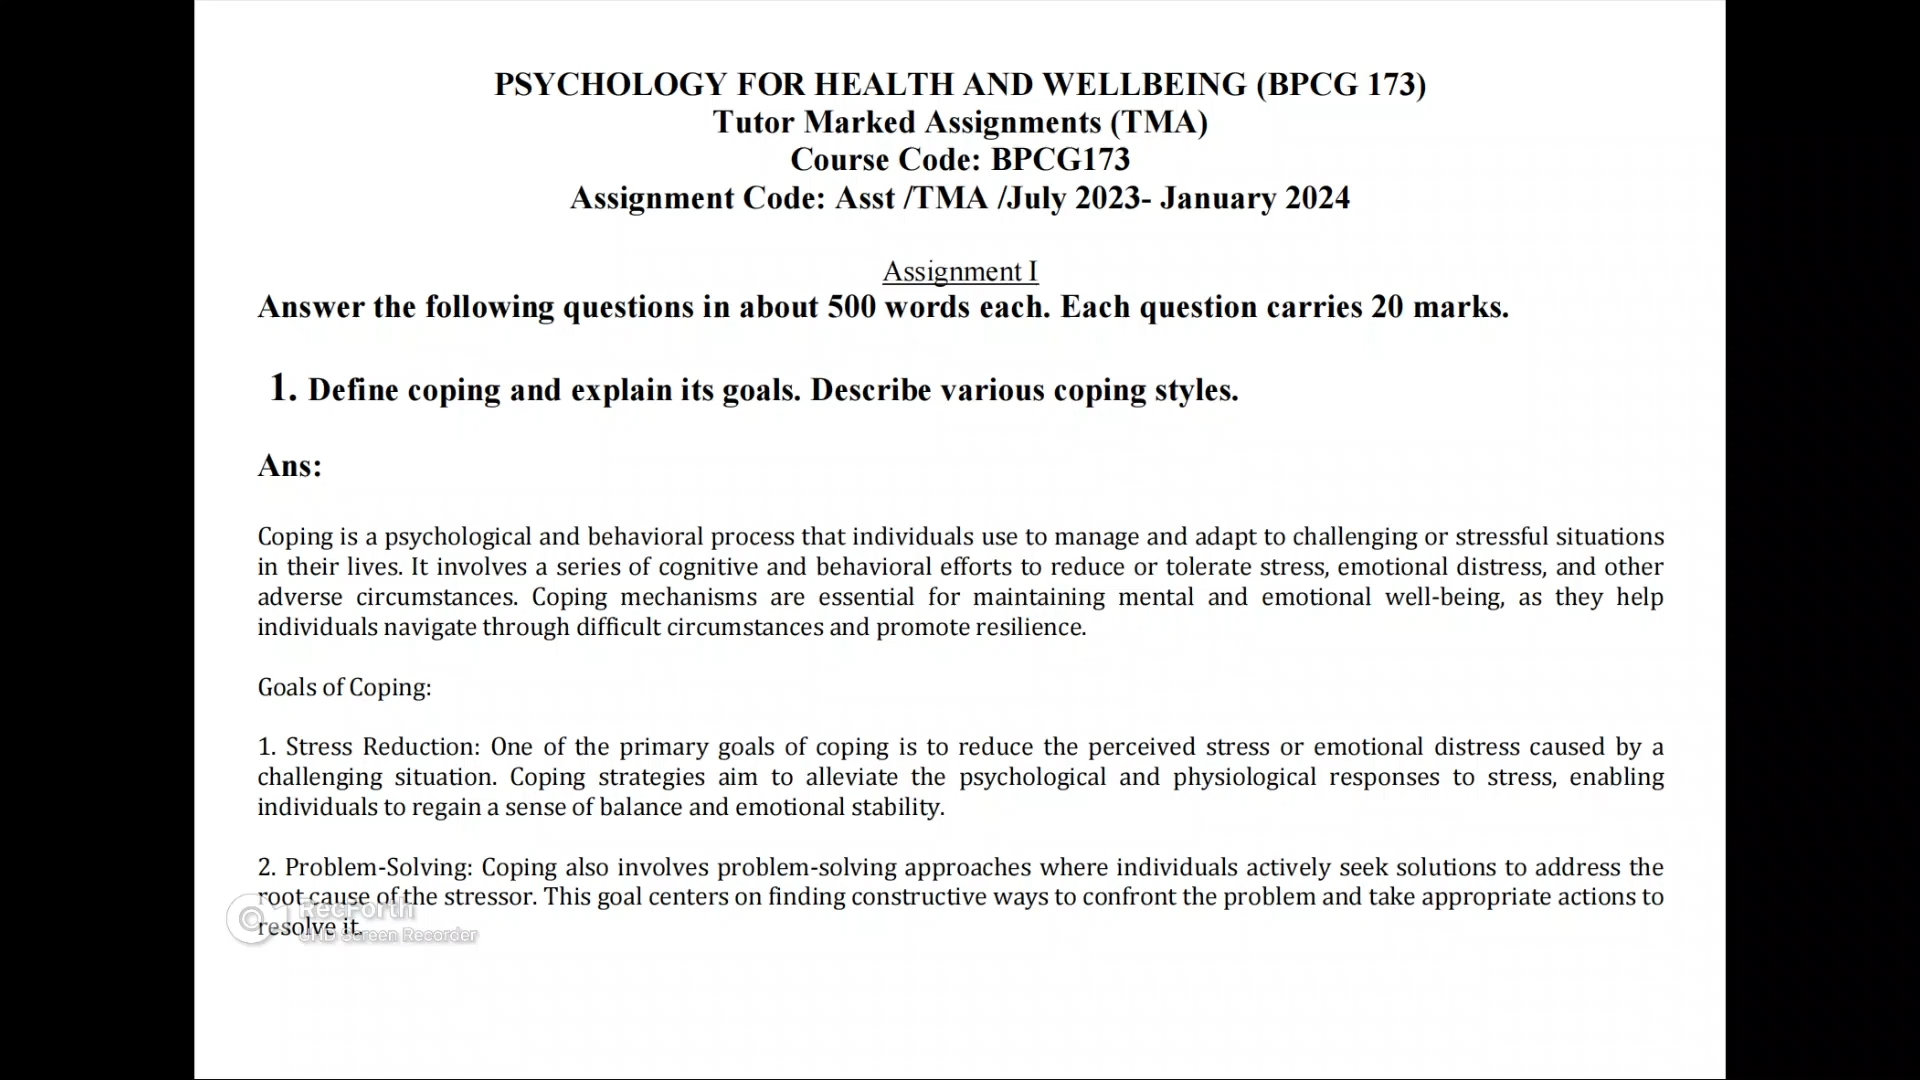 PSYCHOLOGY FOR HEALTH AND WELLBEING (BPCG 173)
Tutor Marked Assignments (TMA)
Course Code: BPCG173
Assignment Code: Asst /TMA /July 2023- January 2024
Assignment I
Answer the following questions in about 500 words each. Each question carries 20 marks.
1. Define coping and explain its goals. Describe various coping styles.
Ans:
Coping is a psychological and behavioral process that individuals use to manage and adapt to challenging or stressful situations
in their lives. It involves a series of cognitive and behavioral efforts to reduce or tolerate stress, emotional distress, and other
adverse circumstances. Coping mechanisms are essential for maintaining mental and emotional well-being, as they help
individuals navigate through difficult circumstances and promote resilience.
Goals of Coping:
1. Stress Reduction: One of the primary goals of coping is to reduce the perceived stress or emotional distress caused by a
challenging situation. Coping strategies aim to alleviate the psychological and physiological responses to stress, enabling
individuals to regain a sense of balance and emotional stability.
2. Problem-Solving: Coping also involves problem-solving approaches where individuals actively seek solutions to address the
root cause of the stressor. This goal centers on finding constructive ways to confront the problem and take appropriate actions to
resolve it.
RecForth
UHD Screen Recorder